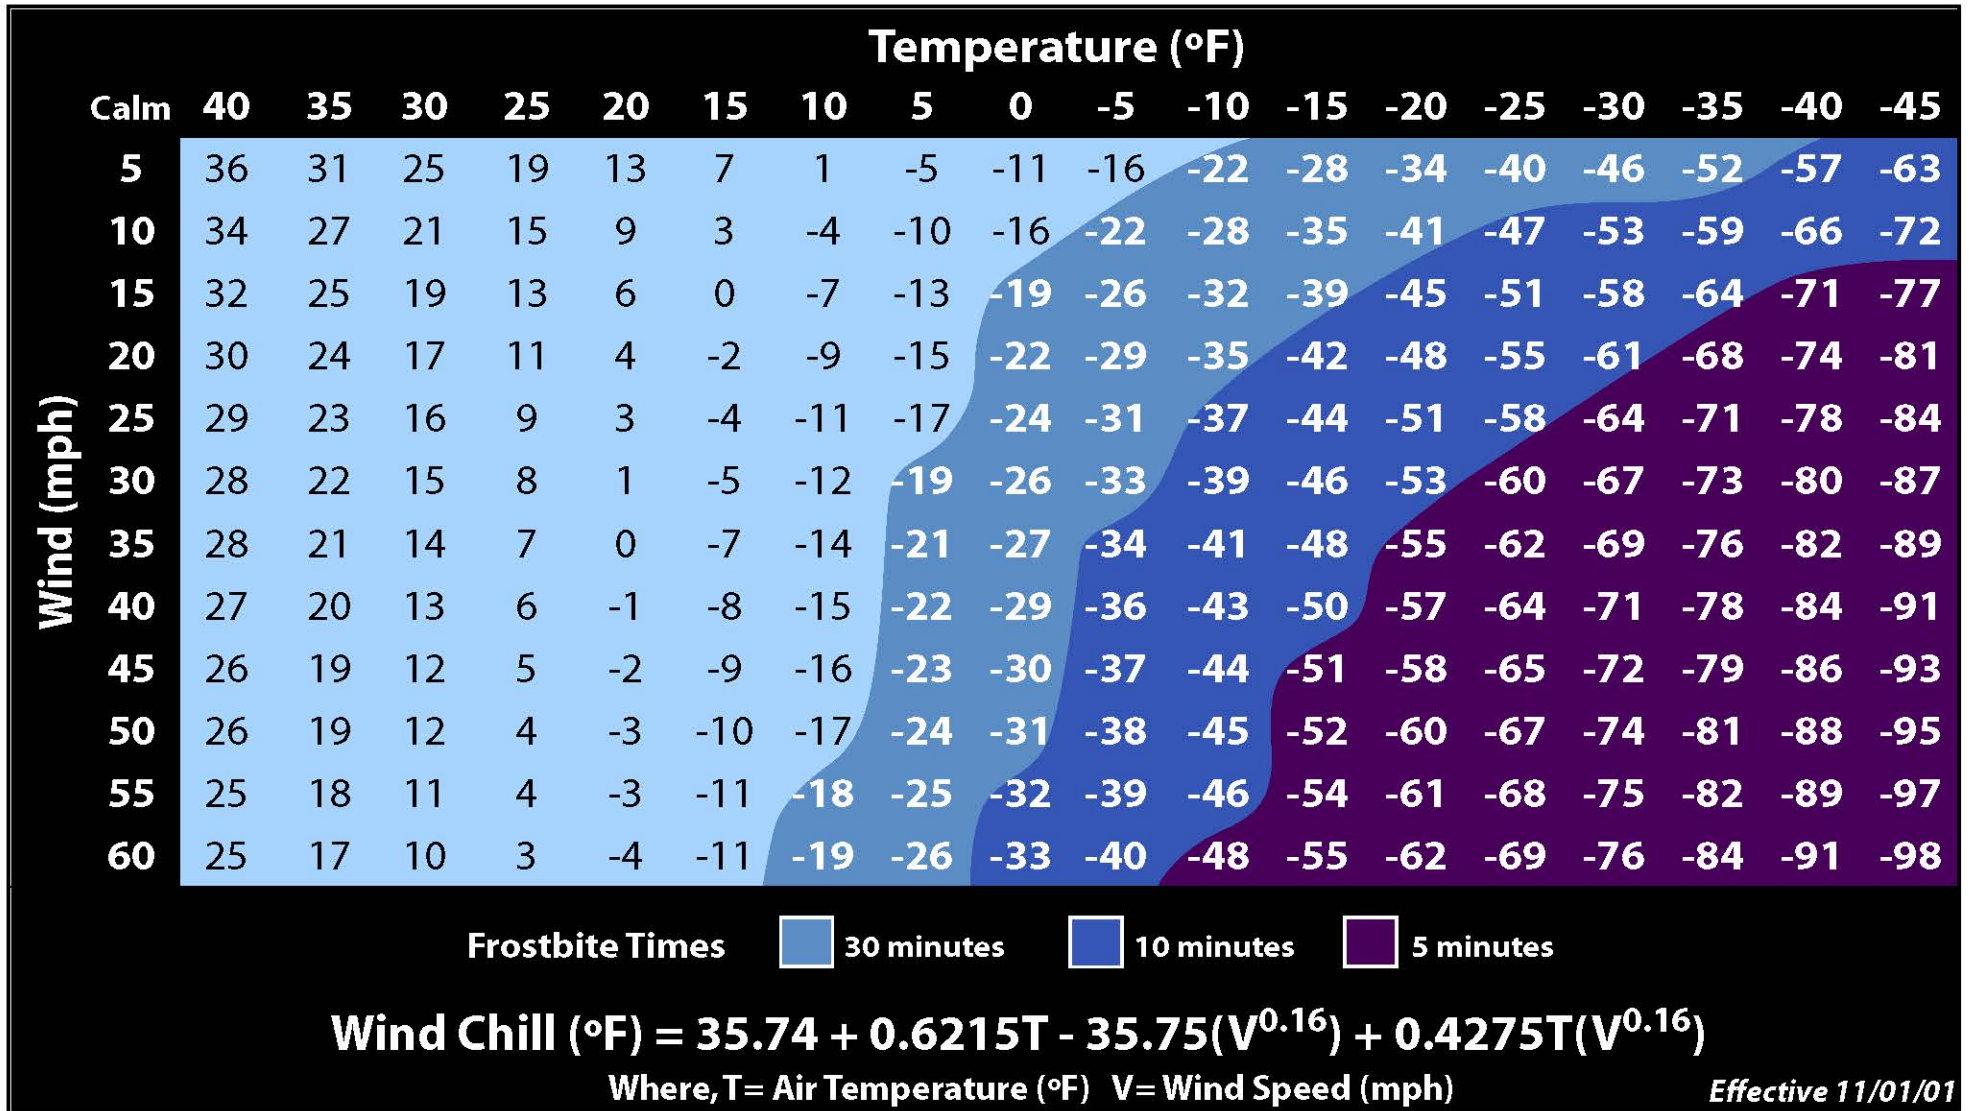 Temperature (ºF)
Calm 40 35 30 25 20 15 10 5 0 -5 -10 -15 -20 -25 -30 -35 -40 -45
Wind (mph)
5 36 31 25 19 13 7 1 -5 -11 -16 -22 -28 -34 -40 -46 -52 -57 -63
10 34 27 21 15 9 3 -4 -10 -16 -22 -28 -35 -41 -47 -53 -59 -66 -72
15 32 25 19 13 6 0 -7 -13 -19 -26 -32 -39 -45 -51 -58 -64 -71 -77
20 30 24 17 11 4 -2 -9 -15 -22 -29 -35 -42 -48 -55 -61 -68 -74 -81
25 29 23 16 9 3 -4 -11 -17 -24 -31 -37 -44 -51 -58 -64 -71 -78 -84
30 28 22 15 8 1 -5 -12 -19 -26 -33 -39 -46 -53 -60 -67 -73 -80 -87
35 28 21 14 7 0 -7 -14 -21 -27 -34 -41 -48 -55 -62 -69 -76 -82 -89
40 27 20 13 6 -1 -8 -15 -22 -29 -36 -43 -50 -57 -64 -71 -78 -84 -91
45 26 19 12 5 -2 -9 -16 -23 -30 -37 -44 -51 -58 -65 -72 -79 -86 -93
50 26 19 12 4 -3 -10 -17 -24 -31 -38 -45 -52 -60 -67 -74 -81 -88 -95
55 25 18 11 4 -3 -11 -18 -25 -32 -39 -46 -54 -61 -68 -75 -82 -89 -97
60 25 17 10 3 -4 -11 -19 -26 -33 -40 -48 -55 -62 -69 -76 -84 -91 -98
Frostbite Times 30 minutes 10 minutes 5 minutes
Wind Chill (ºF) = 35.74 + 0.6215T - 35.75(V^0.16) + 0.4275T(V^0.16)
Where, T= Air Temperature (ºF) V= Wind Speed (mph)
Effective 11/01/01